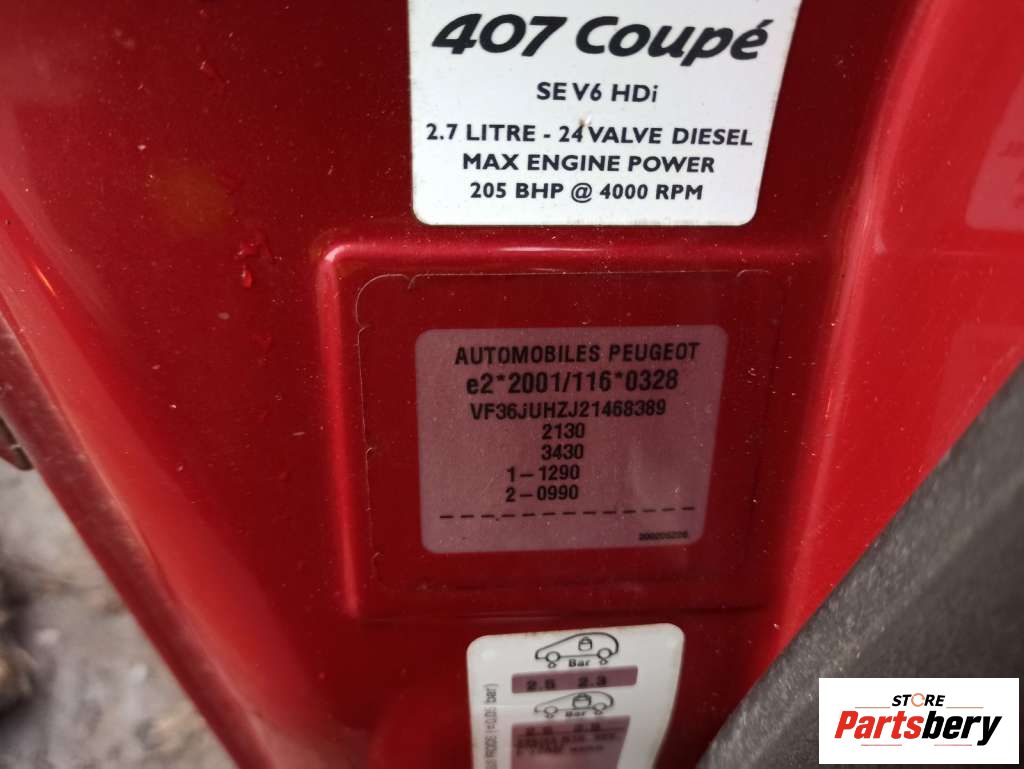 407 Coupé
SE V6 HDi
2.7 LITRE - 24 VALVE DIESEL
MAX ENGINE POWER
205 BHP @ 4000 RPM
AUTOMOBILES PEUGEOT
e2*2001/116*0328
VF36JUHZJ21468389
2130
3430
1-1290
2-0990
Bar
2.5 2.3
Bar
STORE
Partsbery